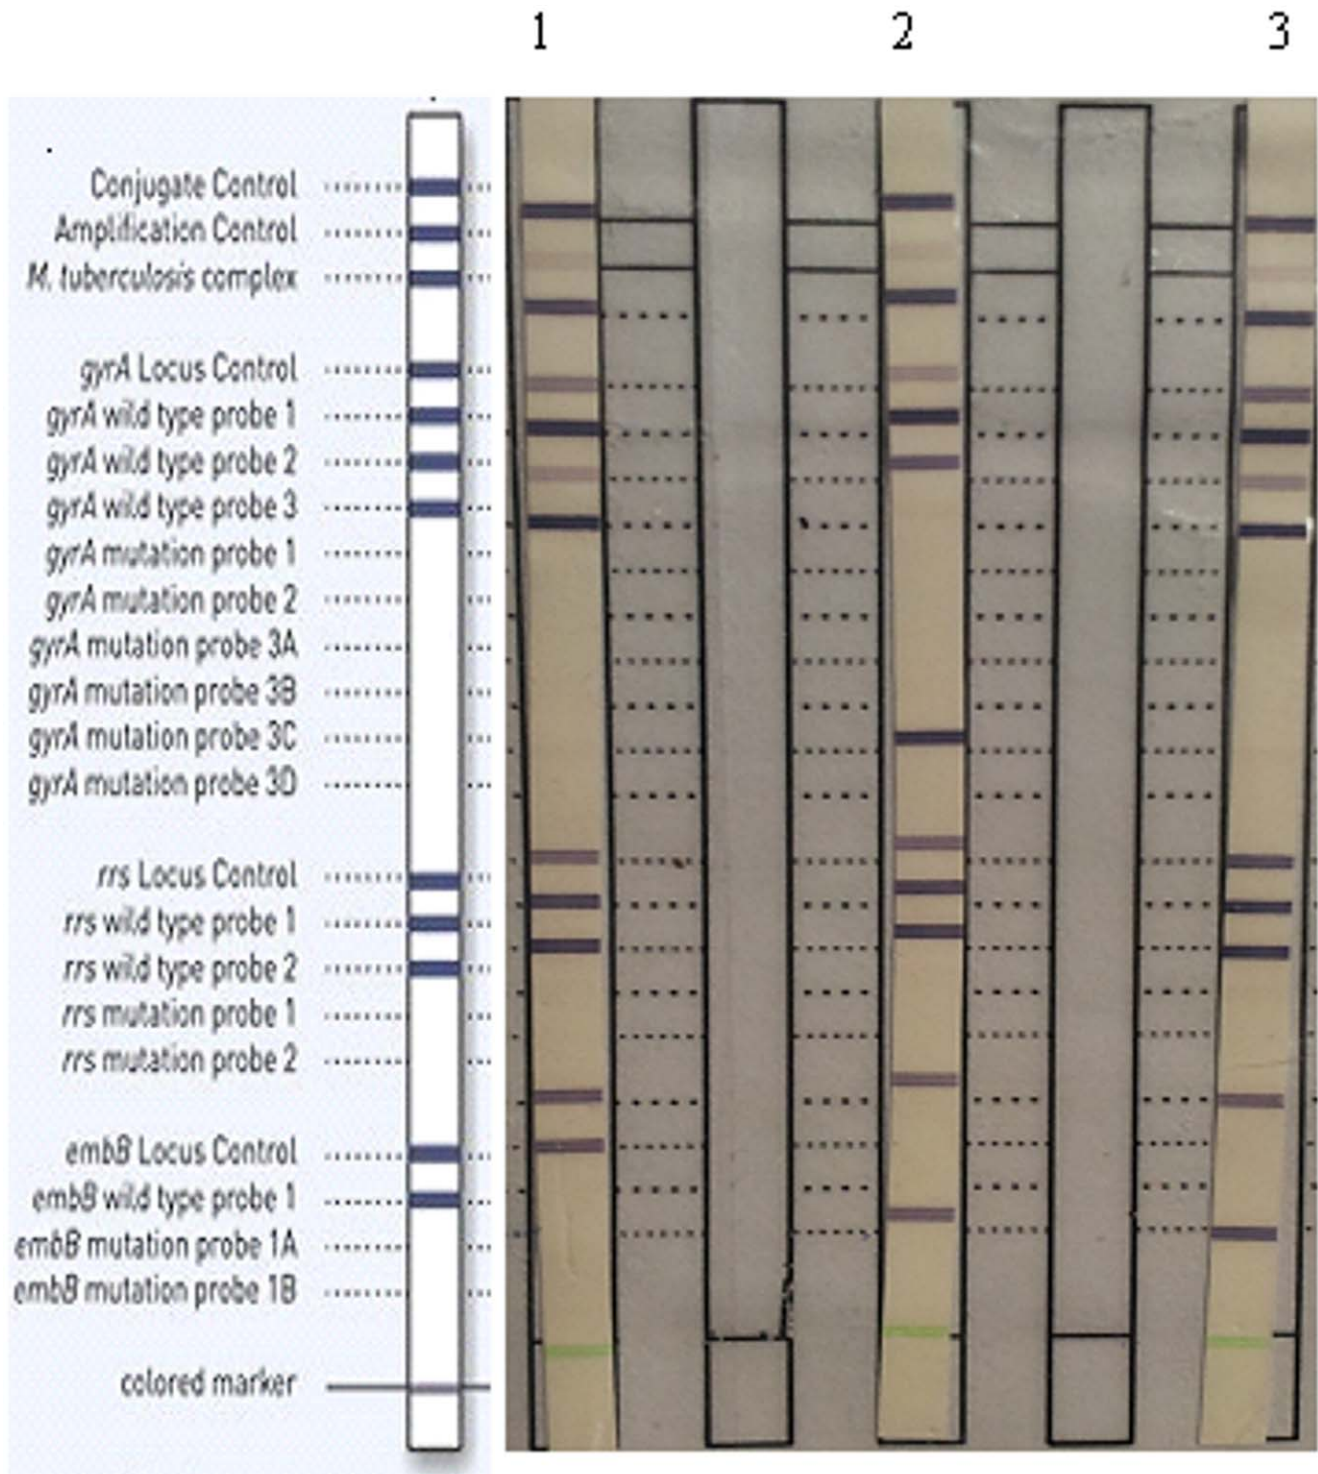 1 2 3
Conjugate Control
Amplification Control
M. tuberculosis complex
gyrA Locus Control
gyrA wild type probe 1
gyrA wild type probe 2
gyrA wild type probe 3
gyrA mutation probe 1
gyrA mutation probe 2
gyrA mutation probe 3A
gyrA mutation probe 3B
gyrA mutation probe 3C
gyrA mutation probe 3D
rrs Locus Control
rrs wild type probe 1
rrs wild type probe 2
rrs mutation probe 1
rrs mutation probe 2
embB Locus Control
embB wild type probe 1
embB mutation probe 1A
embB mutation probe 1B
colored marker